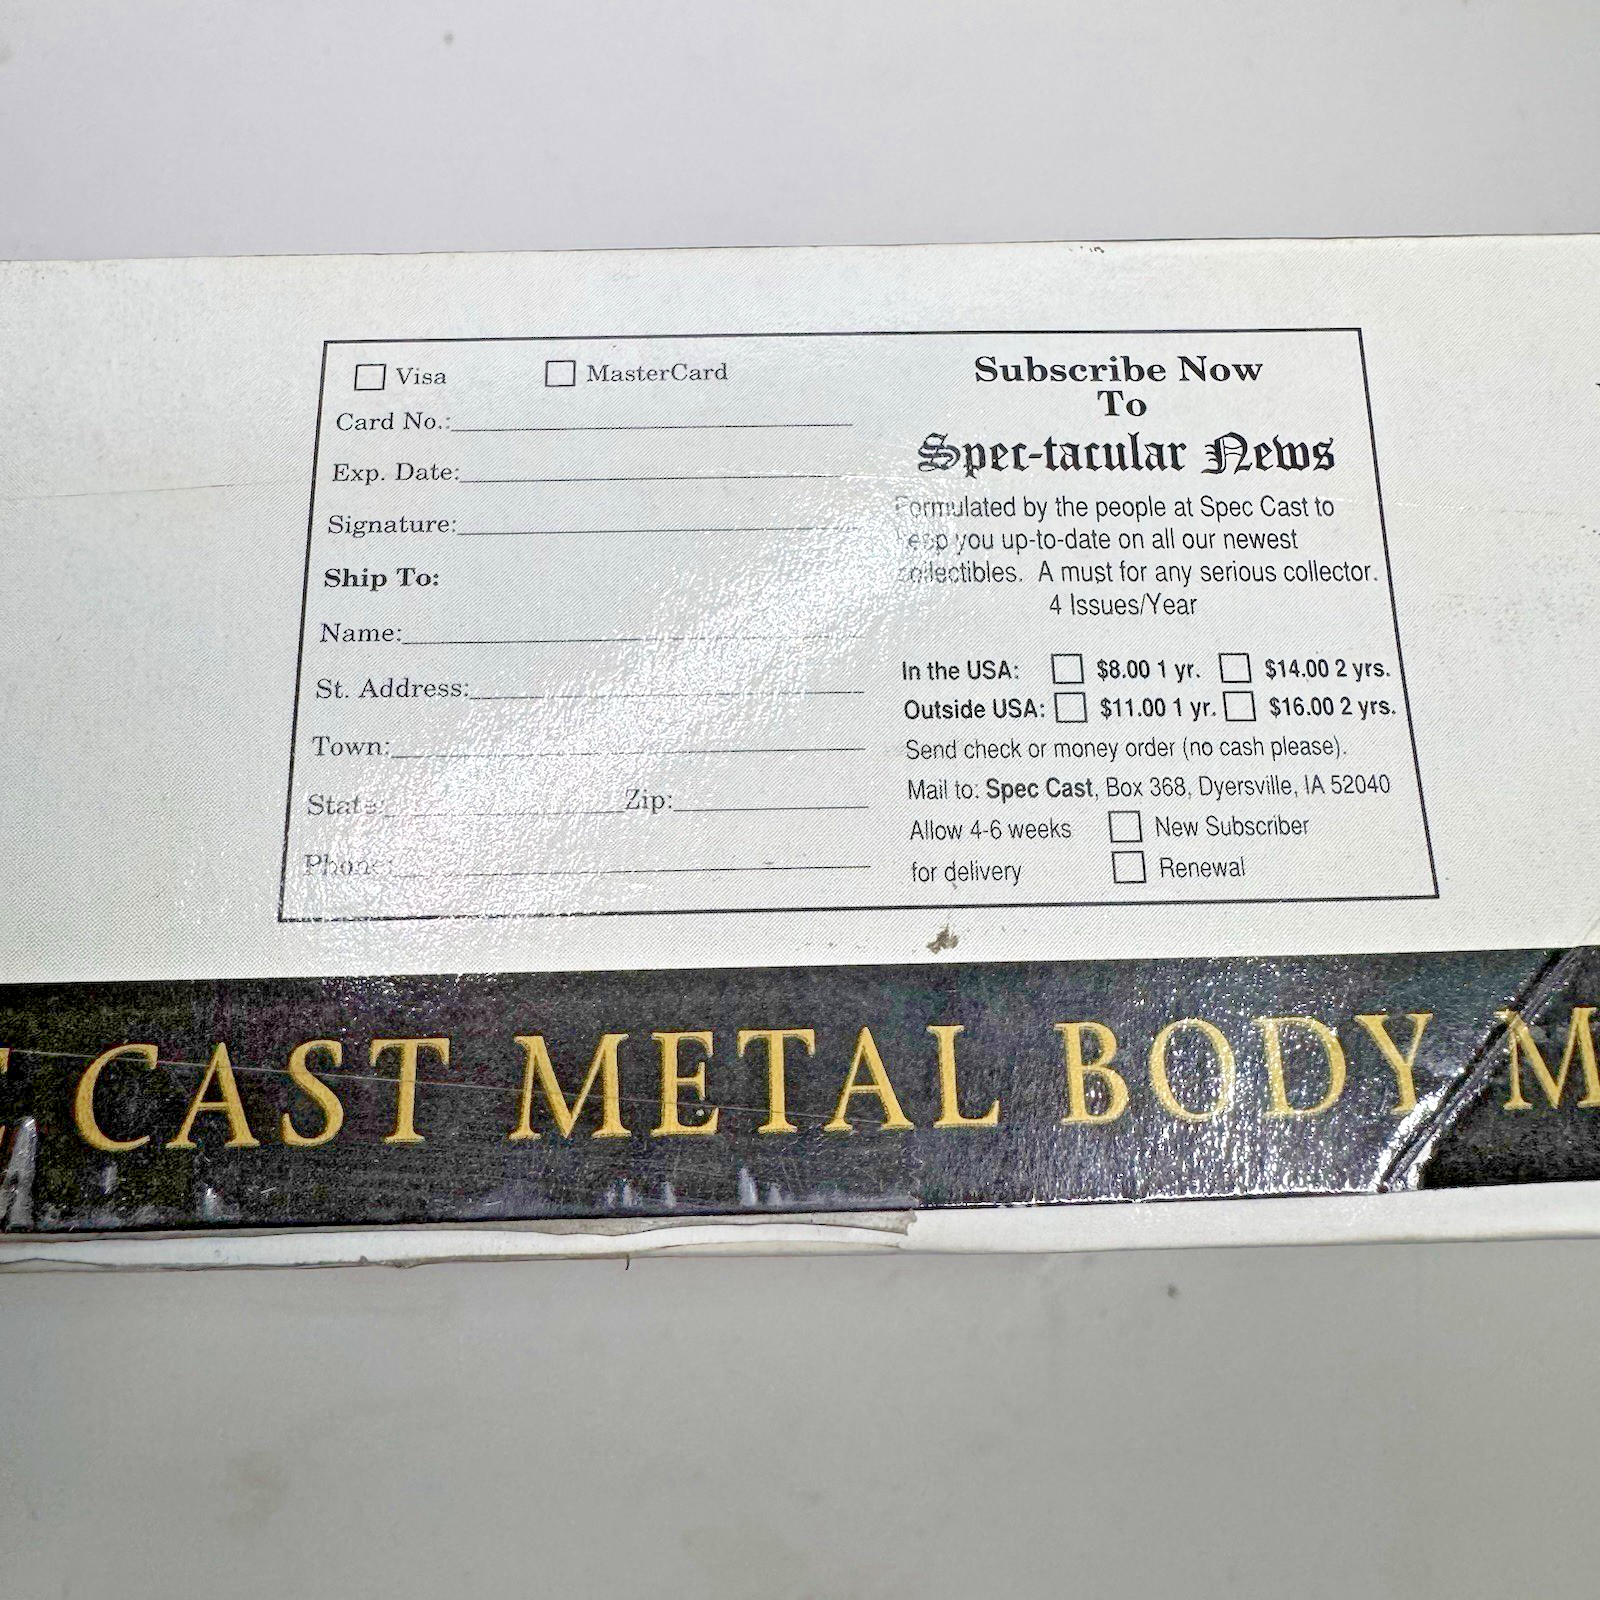 Visa MasterCard
Card No.:
Exp. Date:
Signature:
Ship To:
Name:
St. Address:
Town:
State: Zip:
Phone:
Subscribe Now
To
Spec-tacular News
Formulated by the people at Spec Cast to
keep you up-to-date on all our newest
collectibles. A must for any serious collector.
4 Issues/Year
In the USA: $8.00 1 yr. $14.00 2 yrs.
Outside USA: $11.00 1 yr. $16.00 2 yrs.
Send check or money order (no cash please).
Mail to: Spec Cast, Box 368, Dyersville, IA 52040
Allow 4-6 weeks New Subscriber
for delivery Renewal
CAST METAL BODY